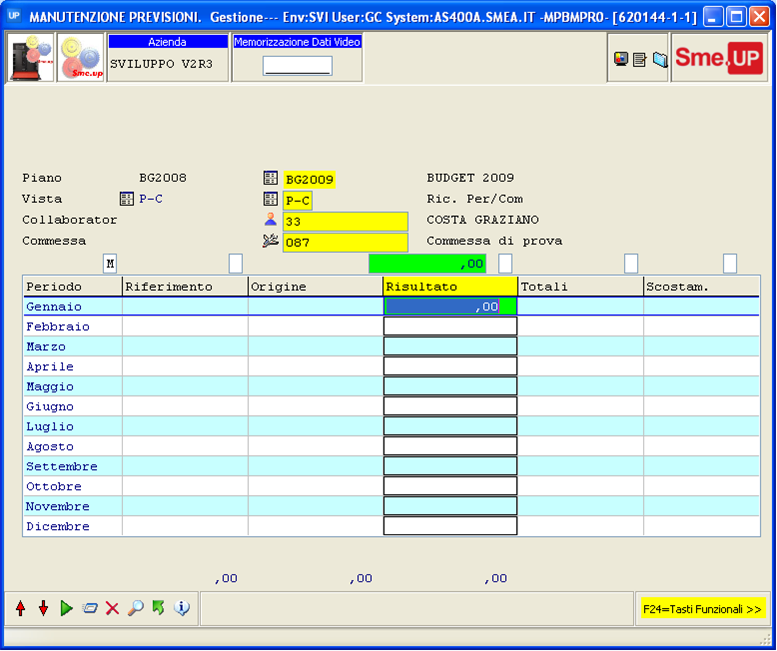 UP MANUTENZIONE PREVISIONI. Gestione--- Env:SVI User:GC System:AS400A.SMEA.IT -MPBMPR0- [620144-1-1]
Sme.up Azienda Memorizzazione Dati Video Sme.UP
SVILUPPO V2R3
Piano BG2008 BG2009 BUDGET 2009
Vista P-C P-C Ric. Per/Com
Collaborator 33 COSTA GRAZIANO
Commessa 087 Commessa di prova
M ,00
Periodo Riferimento Origine Risultato Totali Scostam.
Gennaio ,00
Febbraio
Marzo
Aprile
Maggio
Giugno
Luglio
Agosto
Settembre
Ottobre
Novembre
Dicembre
,00 ,00 ,00
F24=Tasti Funzionali >>